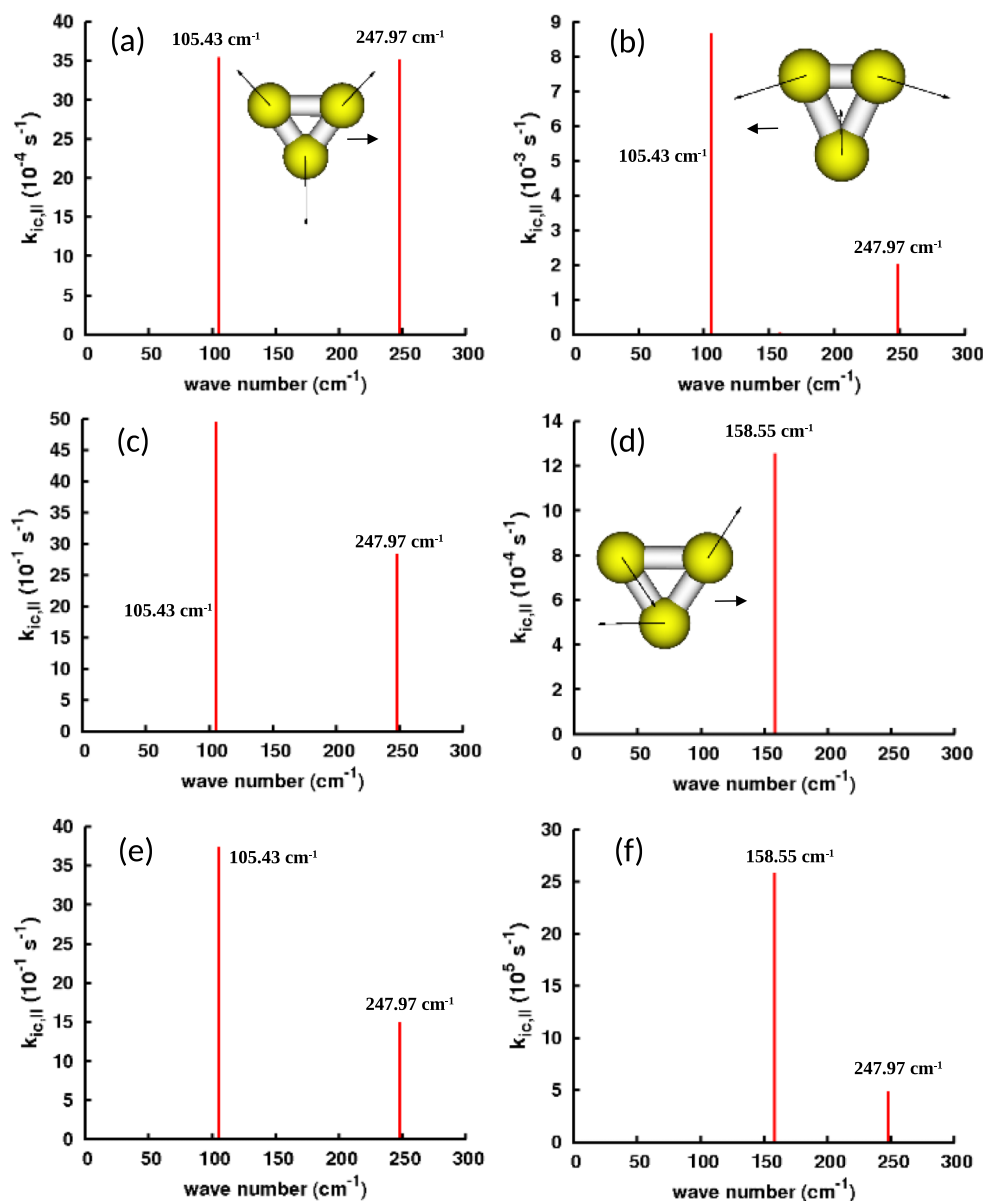 (a)
105.43 cm-1
247.97 cm-1
kic,II (10-4 s-1)
40
35
30
25
20
15
10
5
0
0 50 100 150 200 250 300
wave number (cm-1)
(b)
105.43 cm-1
247.97 cm-1
kic,II (10-3 s-1)
9
8
7
6
5
4
3
2
1
0
0 50 100 150 200 250 300
wave number (cm-1)
(c)
105.43 cm-1
247.97 cm-1
kic,II (10-1 s-1)
50
45
40
35
30
25
20
15
10
5
0
0 50 100 150 200 250 300
wave number (cm-1)
(d)
158.55 cm-1
kic,II (10-4 s-1)
14
12
10
8
6
4
2
0
0 50 100 150 200 250 300
wave number (cm-1)
(e)
105.43 cm-1
247.97 cm-1
kic,II (10-1 s-1)
40
35
30
25
20
15
10
5
0
0 50 100 150 200 250 300
wave number (cm-1)
(f)
158.55 cm-1
247.97 cm-1
kic,II (105 s-1)
30
25
20
15
10
5
0
0 50 100 150 200 250 300
wave number (cm-1)